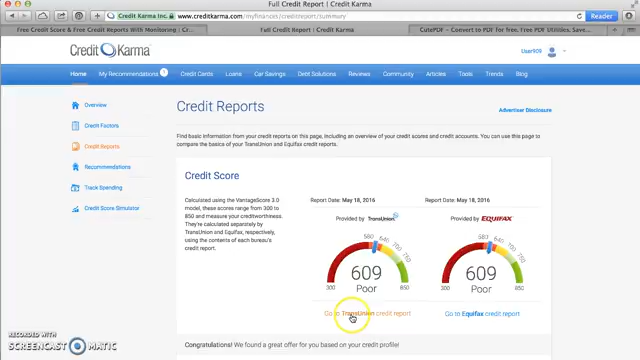 Full Credit Report | Credit Karma
Credit Karma Inc.
www.creditkarma.com/myfinances/creditreport/summary
Reader
Free Credit Score & Free Credit Reports With Monitoring | Cr...
Full Credit Report | Credit Karma
CutePDF - Convert to PDF for free, Free PDF Utilities, Save...
Credit Karma
User909
Home
My Recommendations
Credit Cards
Loans
Car Savings
Debt Solutions
Reviews
Community
Articles
Tools
Trends
Blog
Overview
Credit Factors
Credit Reports
Recommendations
Track Spending
Credit Score Simulator
Credit Reports
Advertiser Disclosure
Find basic information from your credit reports on this page, including an overview of your credit scores and credit accounts. You can use this page to
compare the basics of your TransUnion and Equifax credit reports.
Credit Score
Calculated using the VantageScore 3.0
model, these scores range from 300 to
850 and measure your creditworthiness.
They're calculated separately by
TransUnion and Equifax, respectively,
using the contents of each bureau's
credit report.
Report Date: May 18, 2016
Provided by TransUnion
580 640 700 750
609
300 Poor 850
Go to TransUnion credit report
Report Date: May 18, 2016
Provided by EQUIFAX
580 640 700 750
609
300 Poor 850
Go to Equifax credit report
Congratulations! We found a great offer for you based on your credit profile!
RECORDED WITH
SCREENCAST-O-MATIC